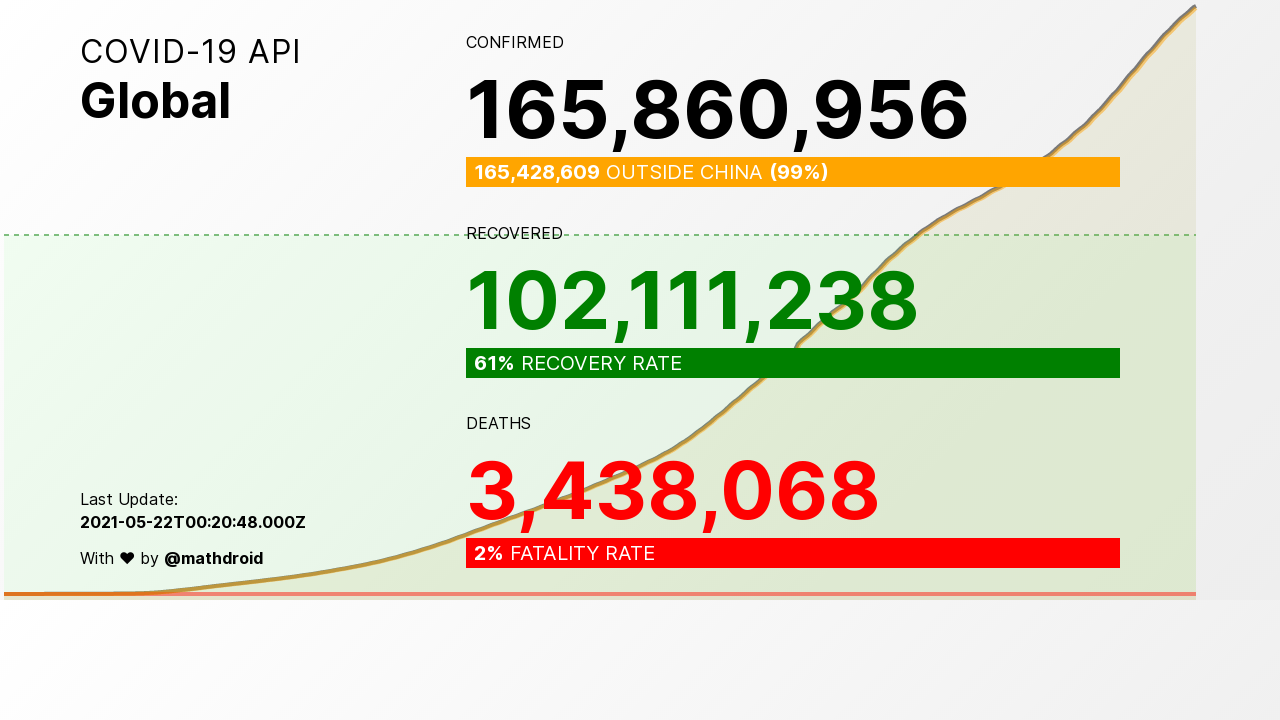 COVID-19 API
Global
CONFIRMED
165,860,956
165,428,609 OUTSIDE CHINA (99%)
RECOVERED
102,111,238
61% RECOVERY RATE
DEATHS
3,438,068
2% FATALITY RATE
Last Update:
2021-05-22T00:20:48.000Z
With ♥ by @mathdroid